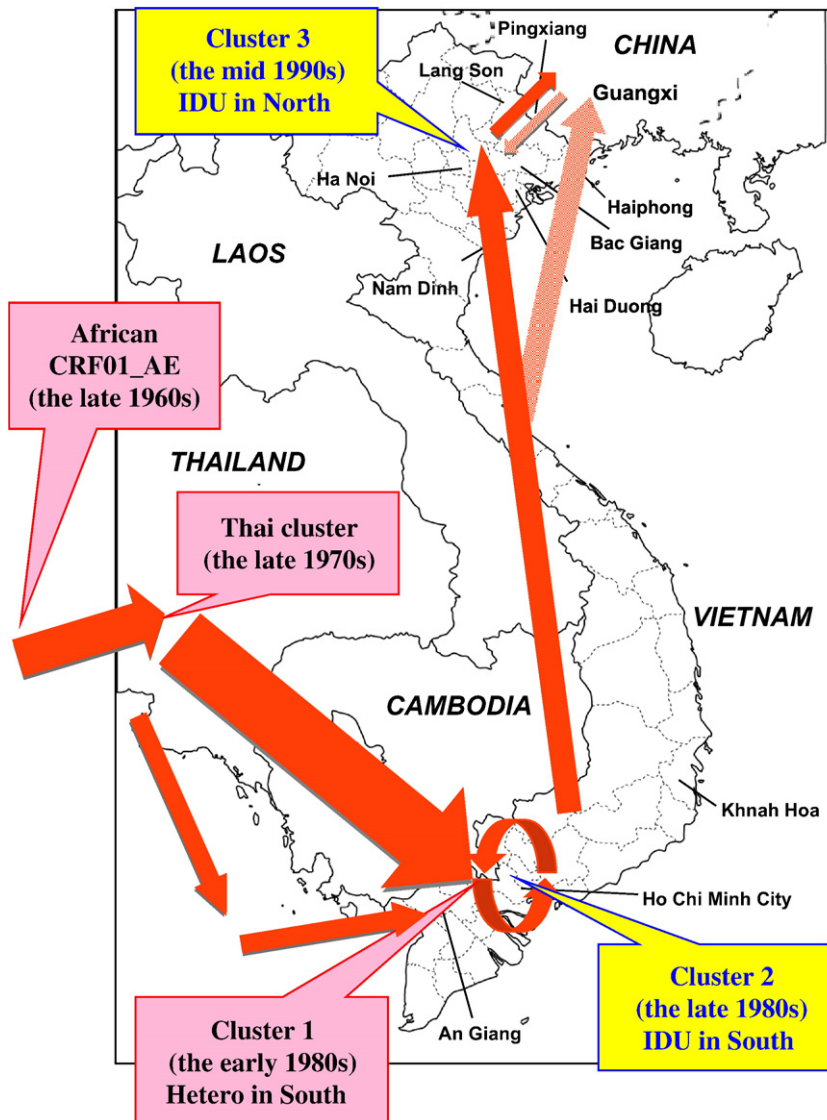 Cluster 3
(the mid 1990s)
IDU in North
Pingxiang
CHINA
Lang Son
Guangxi
Ha Noi
Haiphong
Bac Giang
LAOS
Nam Dinh
Hai Duong
African
CRF01_AE
(the late 1960s)
THAILAND
Thai cluster
(the late 1970s)
VIETNAM
CAMBODIA
Khnah Hoa
Ho Chi Minh City
Cluster 2
(the late 1980s)
IDU in South
An Giang
Cluster 1
(the early 1980s)
Hetero in South